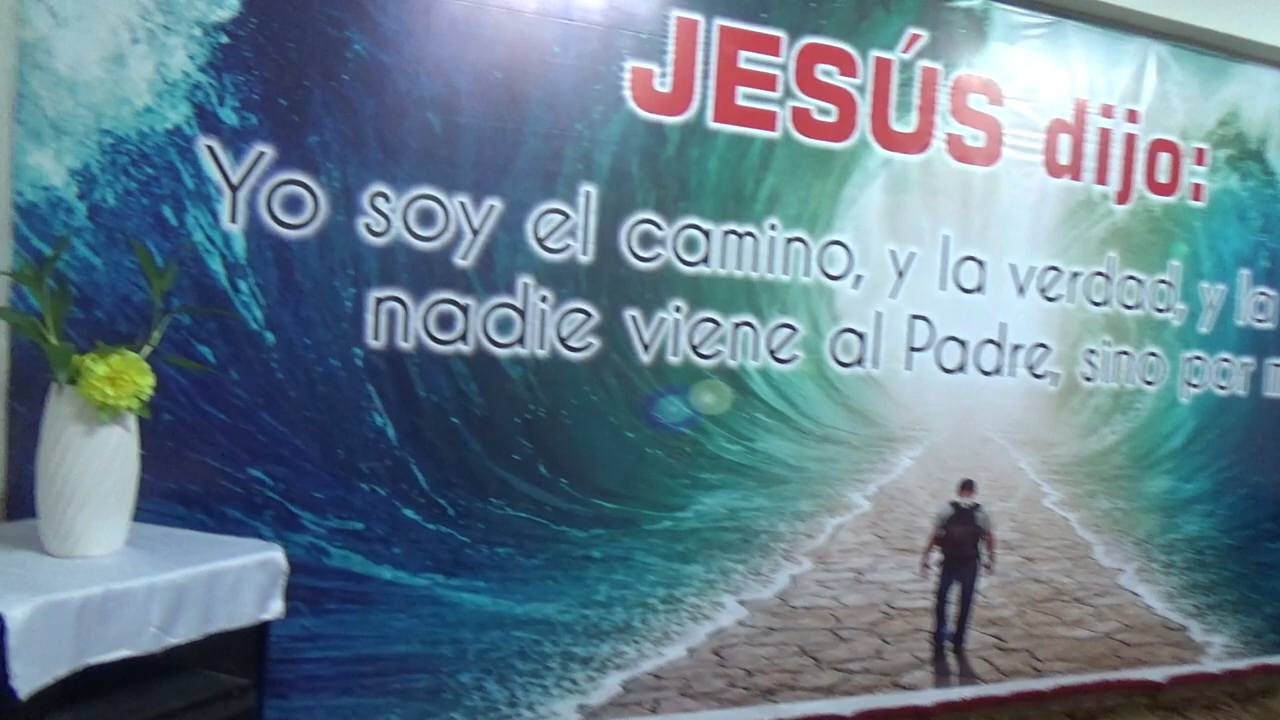 JESÚS dijo:
Yo soy el camino, y la verdad, y la
nadie viene al Padre, sino por